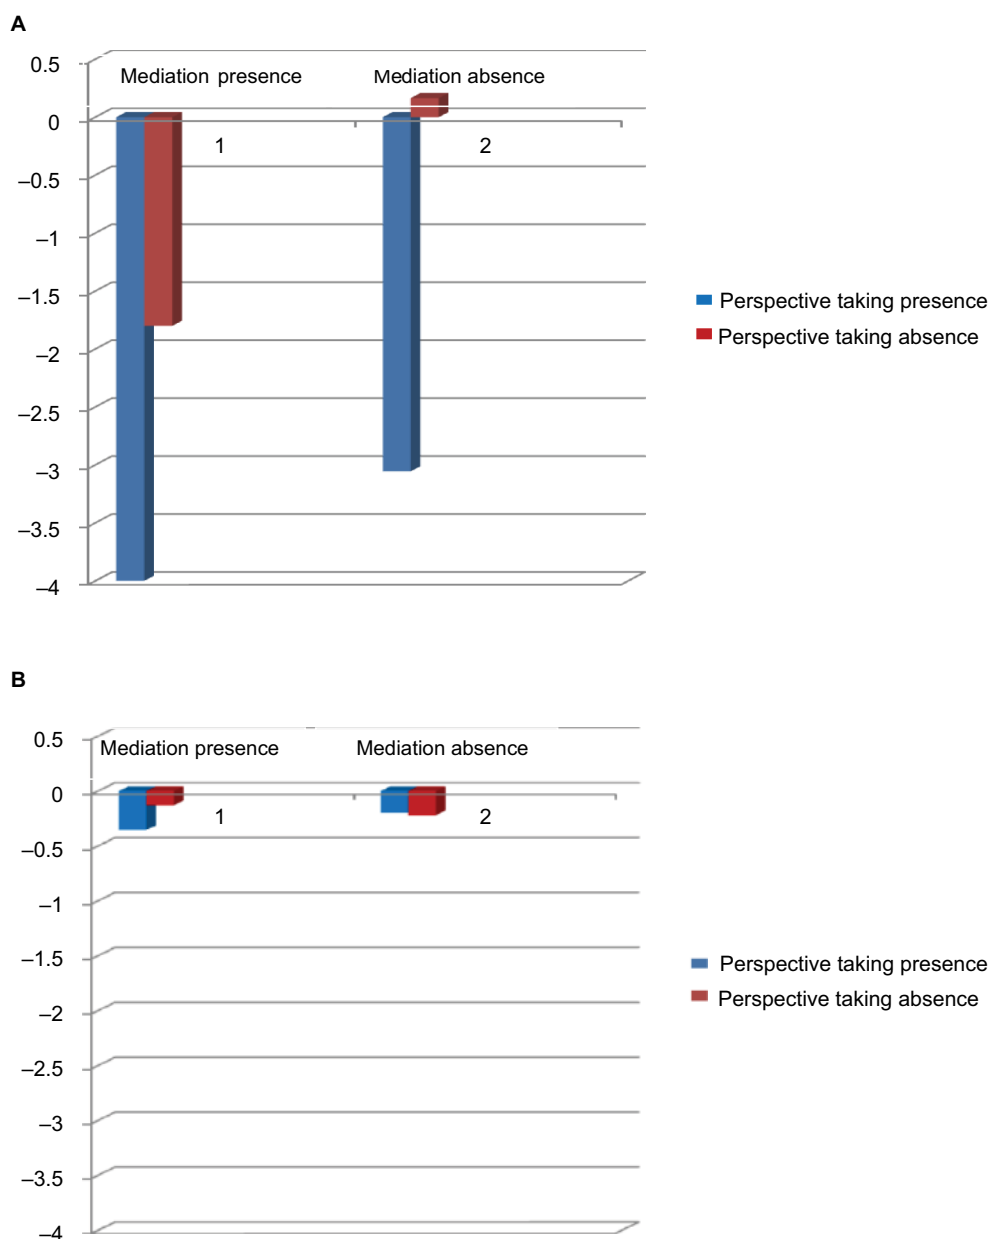 A
0.5
Mediation presence
Mediation absence
0
1
2
–0.5
–1
–1.5
–2
–2.5
–3
–3.5
–4
Perspective taking presence
Perspective taking absence
B
0.5
Mediation presence
Mediation absence
0
1
2
–0.5
–1
–1.5
–2
–2.5
–3
–3.5
–4
Perspective taking presence
Perspective taking absence